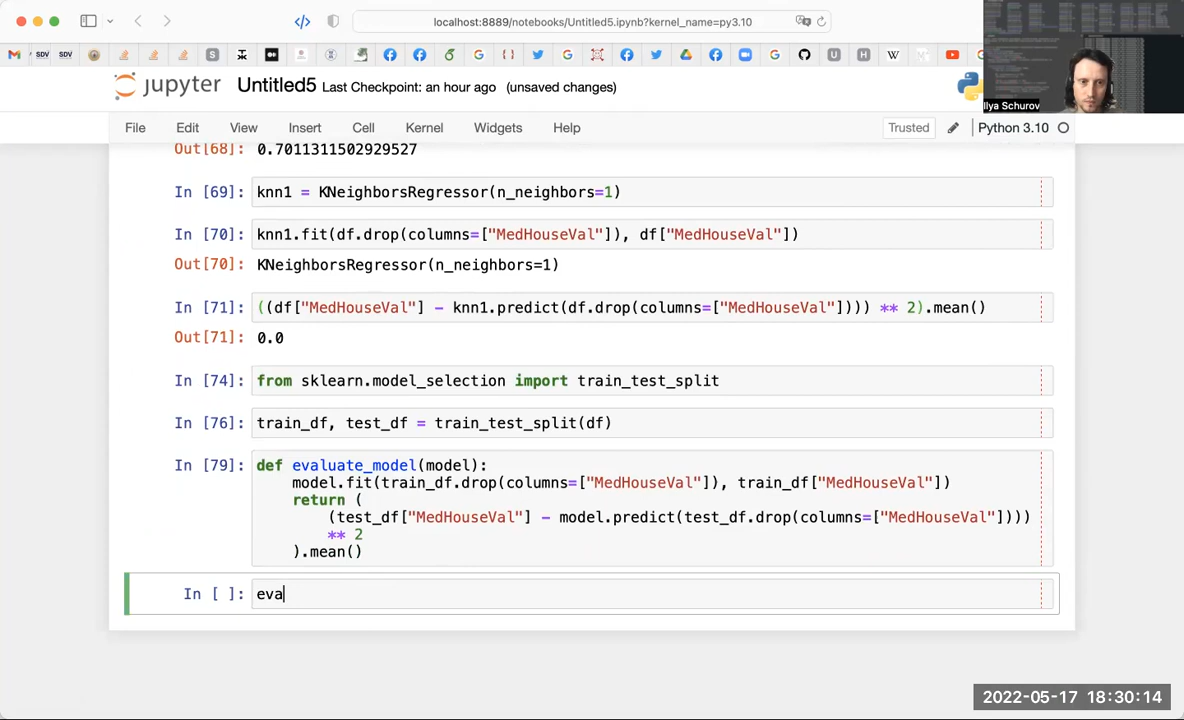 localhost:8889/notebooks/Untitled5.ipynb?kernel_name=py3.10
SDV SDV
jupyter Untitled5 Last Checkpoint: an hour ago (unsaved changes)
Ilya Schurov
File Edit View Insert Cell Kernel Widgets Help Trusted Python 3.10
Out[68]: 0.7011311502929527
In [69]: knn1 = KNeighborsRegressor(n_neighbors=1)
In [70]: knn1.fit(df.drop(columns=["MedHouseVal"]), df["MedHouseVal"])
Out[70]: KNeighborsRegressor(n_neighbors=1)
In [71]: ((df["MedHouseVal"] - knn1.predict(df.drop(columns=["MedHouseVal"]))) ** 2).mean()
Out[71]: 0.0
In [74]: from sklearn.model_selection import train_test_split
In [76]: train_df, test_df = train_test_split(df)
In [79]: def evaluate_model(model):
model.fit(train_df.drop(columns=["MedHouseVal"]), train_df["MedHouseVal"])
return (
(test_df["MedHouseVal"] - model.predict(test_df.drop(columns=["MedHouseVal"])))
** 2
).mean()
In [ ]: eva
2022-05-17 18:30:14